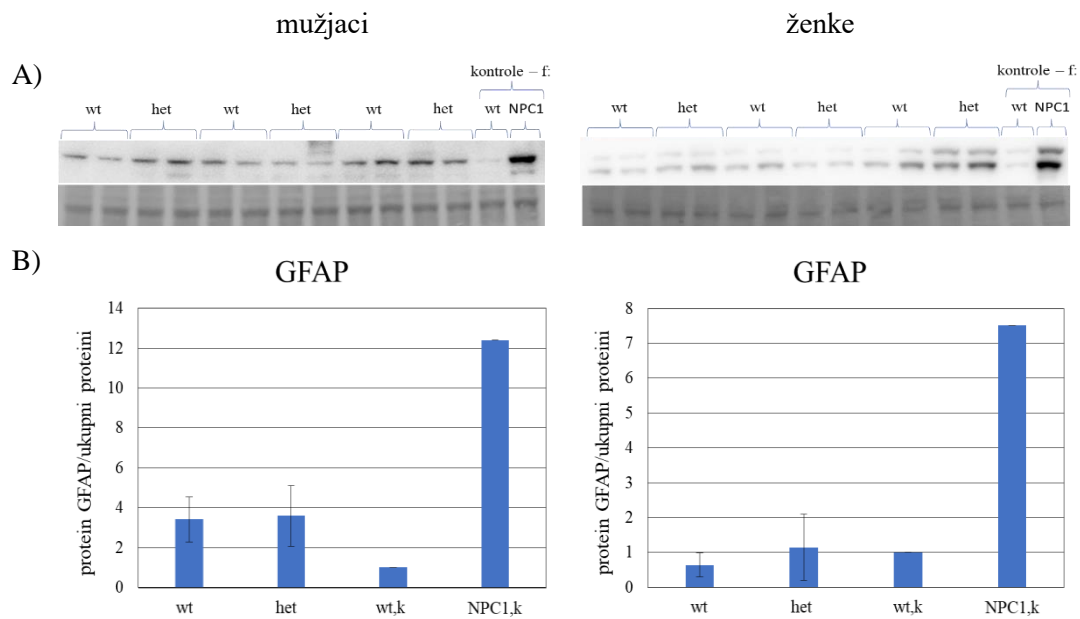 mužjaci
ženke
A)
kontrole – f:
wt het wt het wt het wt NPC1
kontrole – f:
wt het wt het wt het wt NPC1
B)
GFAP
protein GFAP/ukupni proteini
14
12
10
8
6
4
2
0
wt het wt,k NPC1,k
GFAP
protein GFAP/ukupni proteini
8
7
6
5
4
3
2
1
0
wt het wt,k NPC1,k